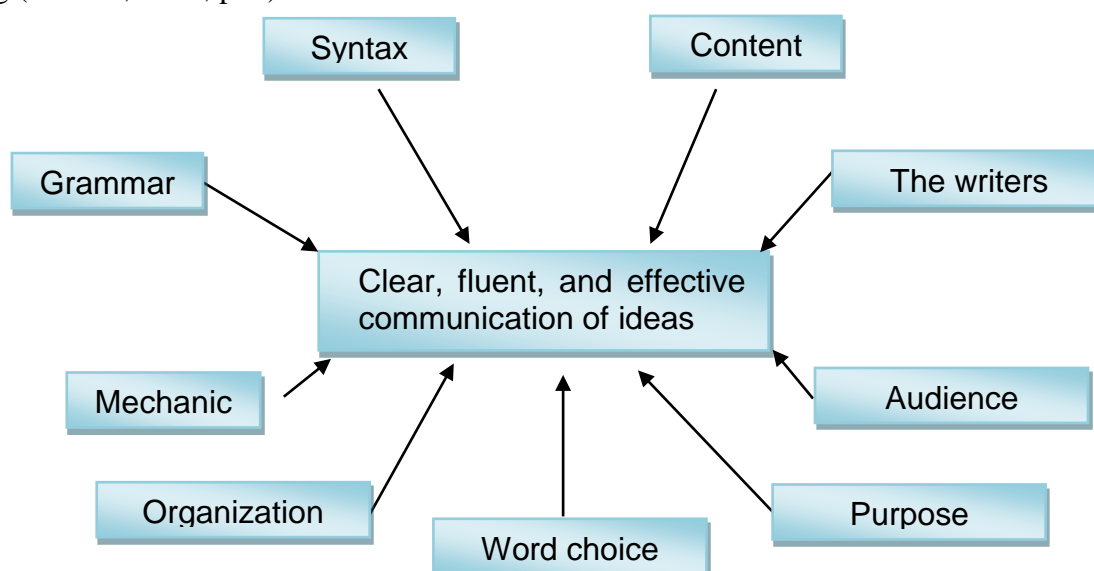 Syntax
Content
Grammar
The writers
Clear, fluent, and effective
communication of ideas
Mechanic
Audience
Organization
Purpose
Word choice